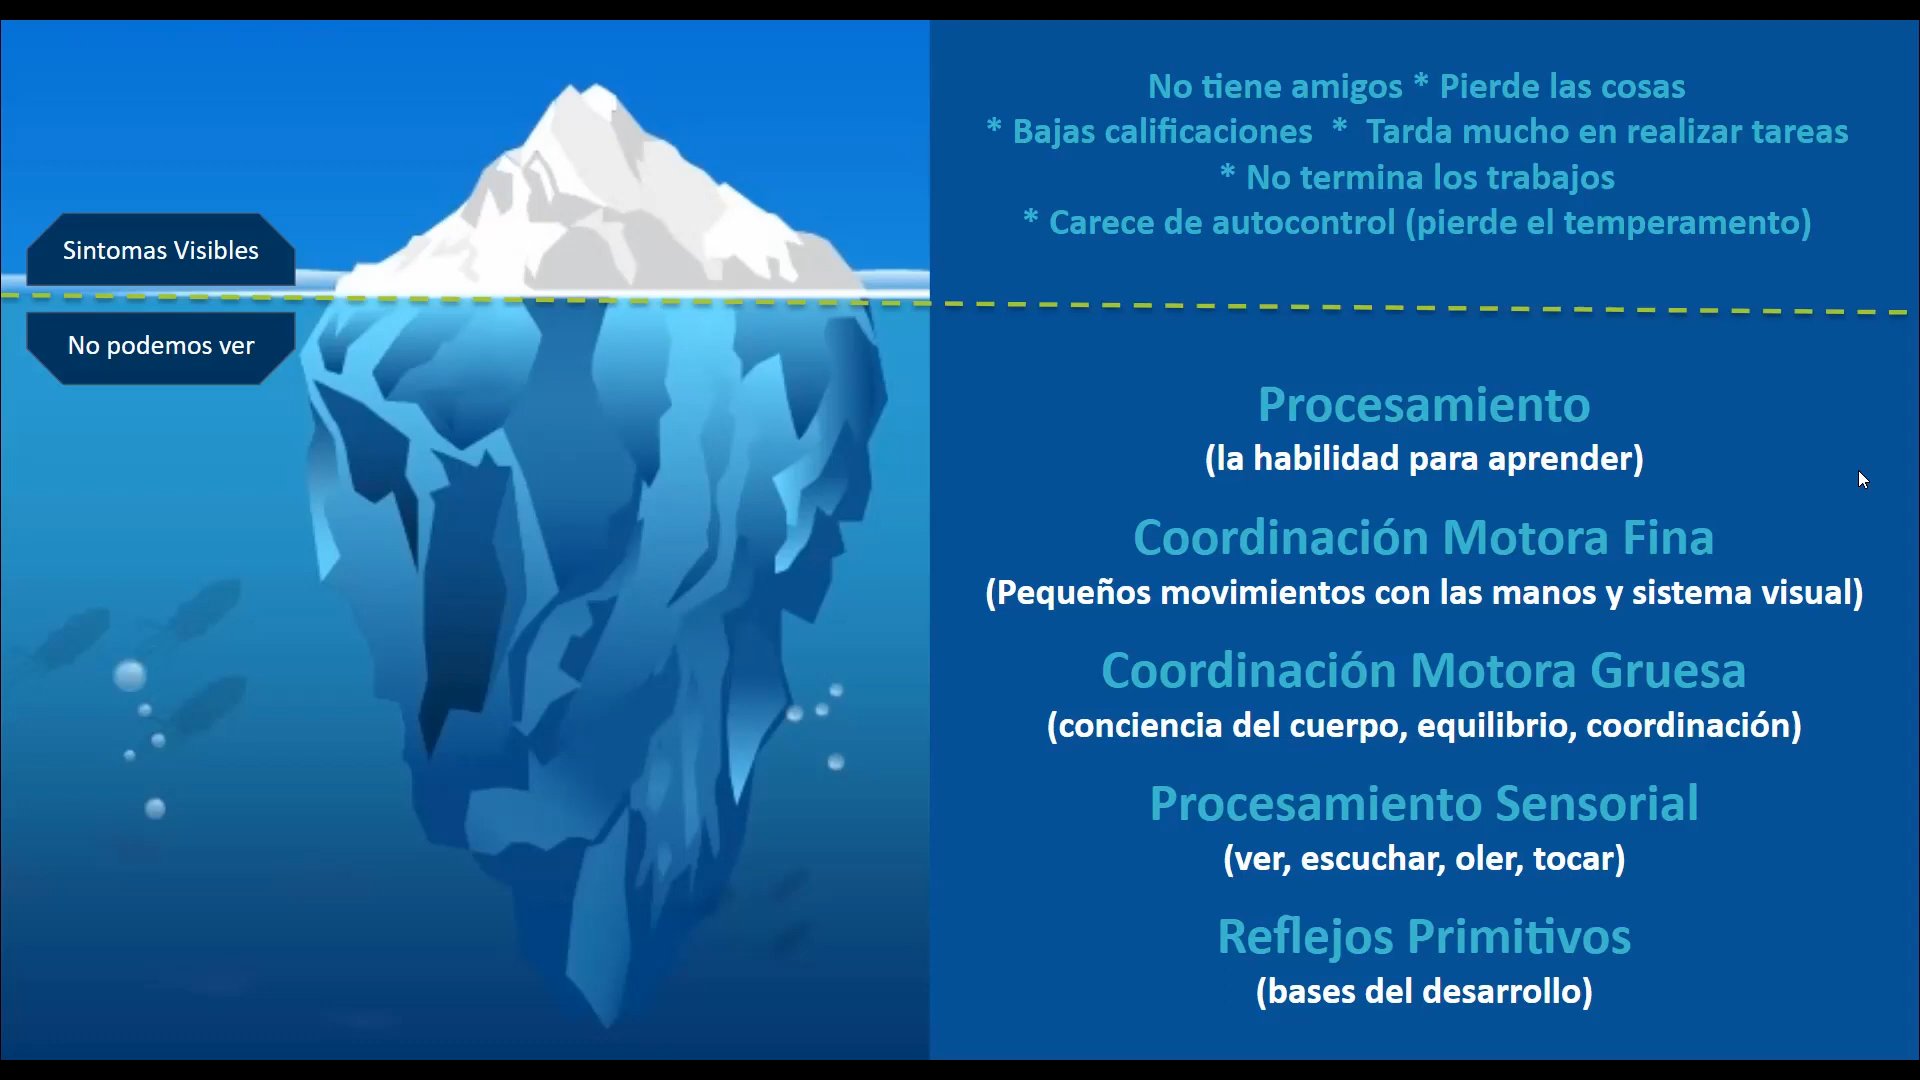 Sintomas Visibles
No podemos ver
No tiene amigos * Pierde las cosas
* Bajas calificaciones * Tarda mucho en realizar tareas
* No termina los trabajos
* Carece de autocontrol (pierde el temperamento)
Procesamiento
(la habilidad para aprender)
Coordinación Motora Fina
(Pequeños movimientos con las manos y sistema visual)
Coordinación Motora Gruesa
(conciencia del cuerpo, equilibrio, coordinación)
Procesamiento Sensorial
(ver, escuchar, oler, tocar)
Reflejos Primitivos
(bases del desarrollo)